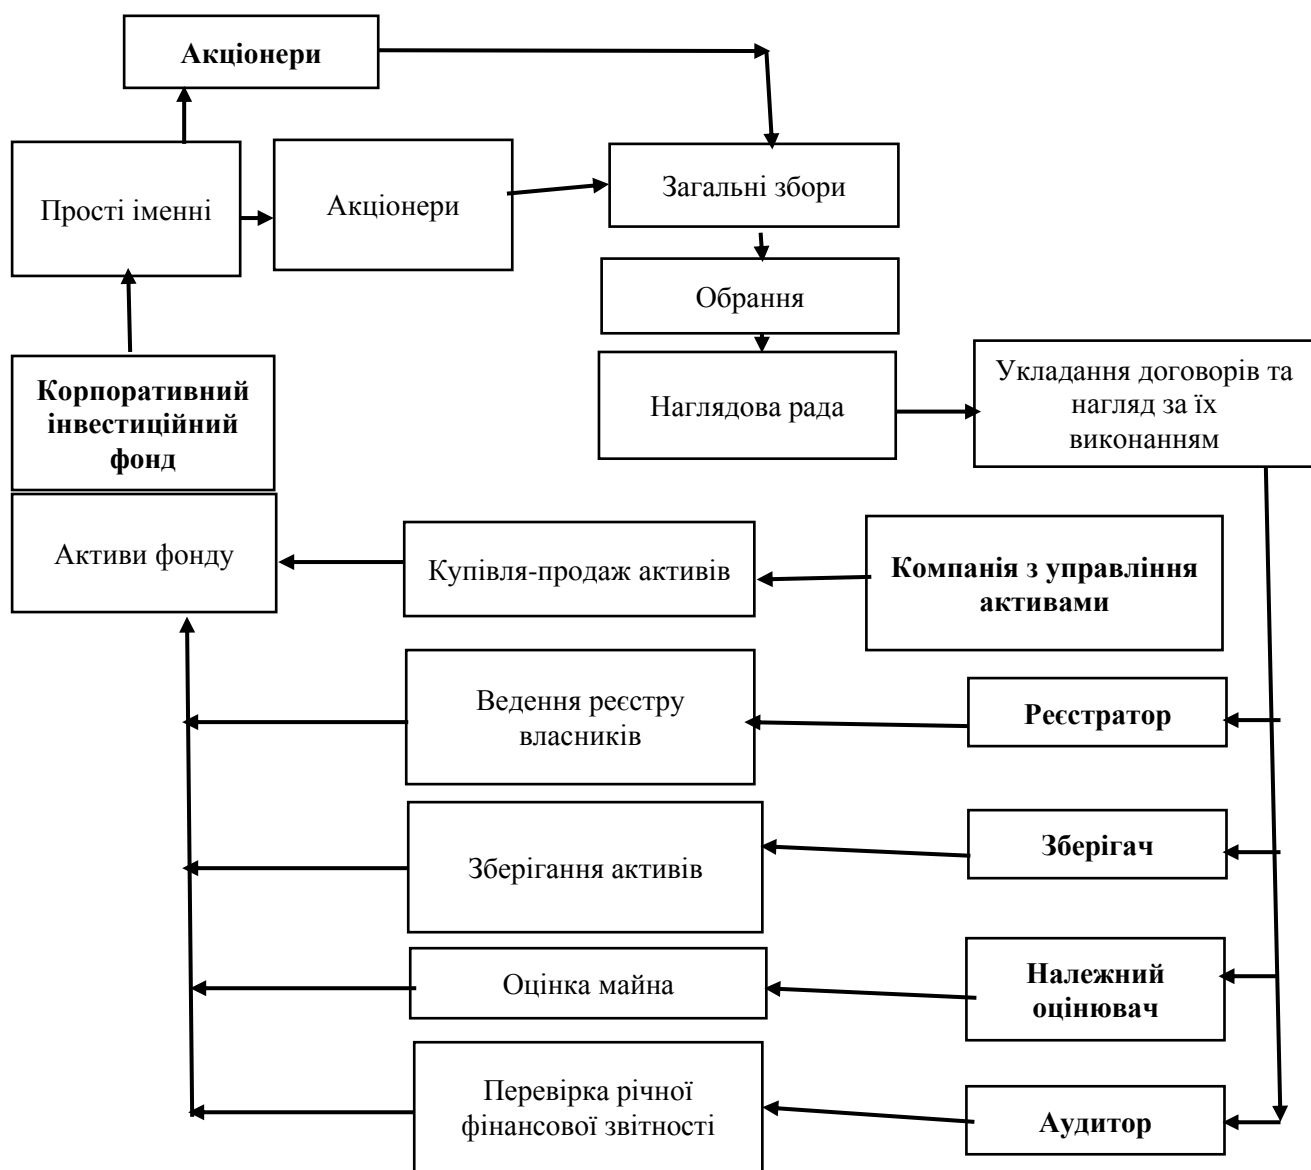 Акціонери
Прості іменні
Акціонери
Загальні збори
Обрання
Корпоративний
інвестиційний
фонд
Наглядова рада
Укладання договорів та
нагляд за їх
виконанням
Активи фонду
Купівля-продаж активів
Компанія з управління
активами
Ведення реєстру
власників
Реєстратор
Зберігання активів
Зберігач
Оцінка майна
Належний
оцінювач
Перевірка річної
фінансової звітності
Аудитор